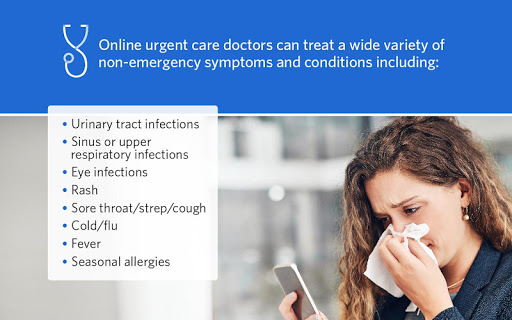 Online urgent care doctors can treat a wide variety of
non-emergency symptoms and conditions including:
• Urinary tract infections
• Sinus or upper
respiratory infections
• Eye infections
• Rash
• Sore throat/strep/cough
• Cold/flu
• Fever
• Seasonal allergies